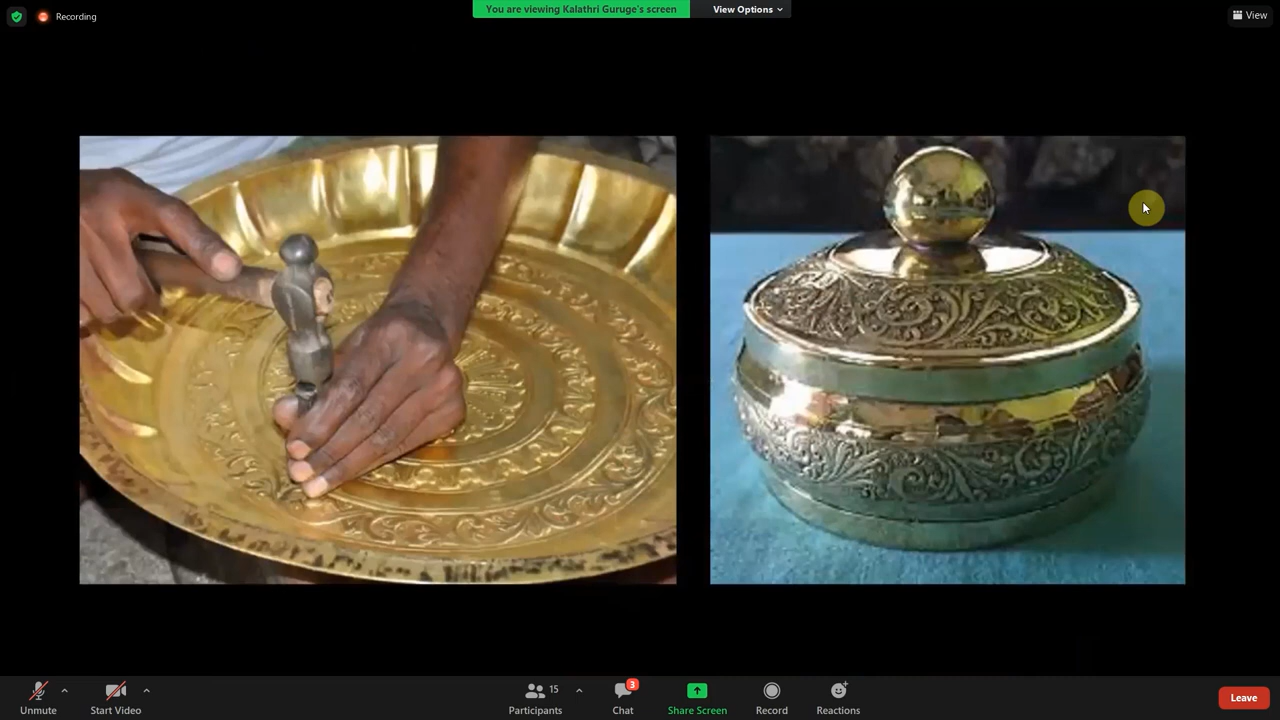 Recording
You are viewing Kalathri Guruge's screen
View Options
View
Unmute
Start Video
15
Participants
3
Chat
Share Screen
Record
Reactions
Leave